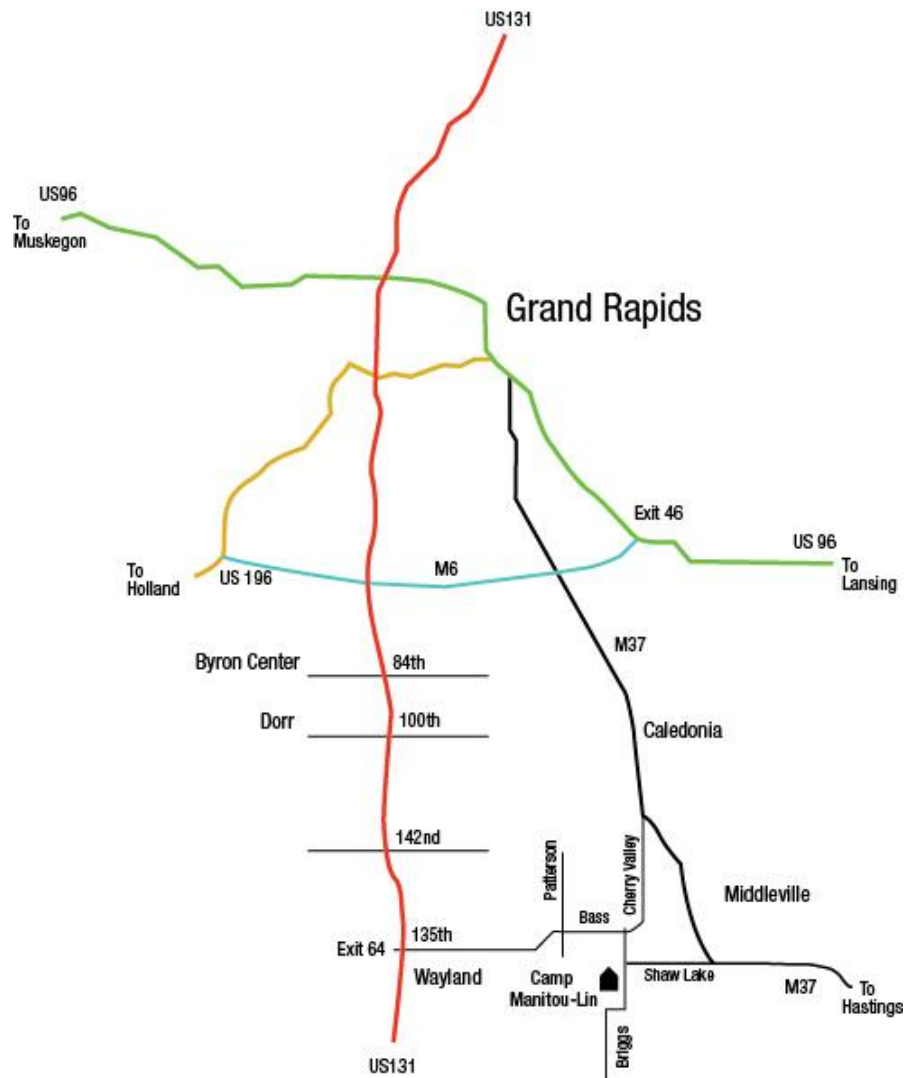 US131
US96
To
Muskegon
Grand Rapids
Exit 46
US 96
To
Lansing
To
Holland
US 196
M6
M37
Byron Center
84th
Dorr
100th
Caledonia
142nd
Patterson
Cherry Valley
Middleville
Bass
135th
Exit 64
Wayland
Camp
Manitou-Lin
Shaw Lake
M37
To
Hastings
Briggs
US131